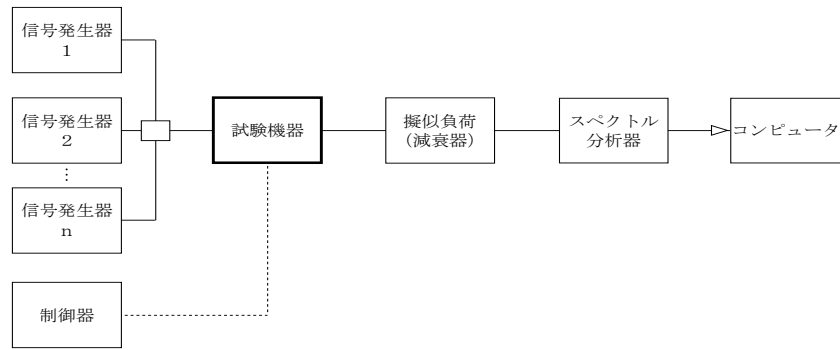 信号発生器
1
信号発生器
2
⋮
信号発生器
n
制御器
試験機器
擬似負荷
(減衰器)
スペクトル
分析器
コンピュータ